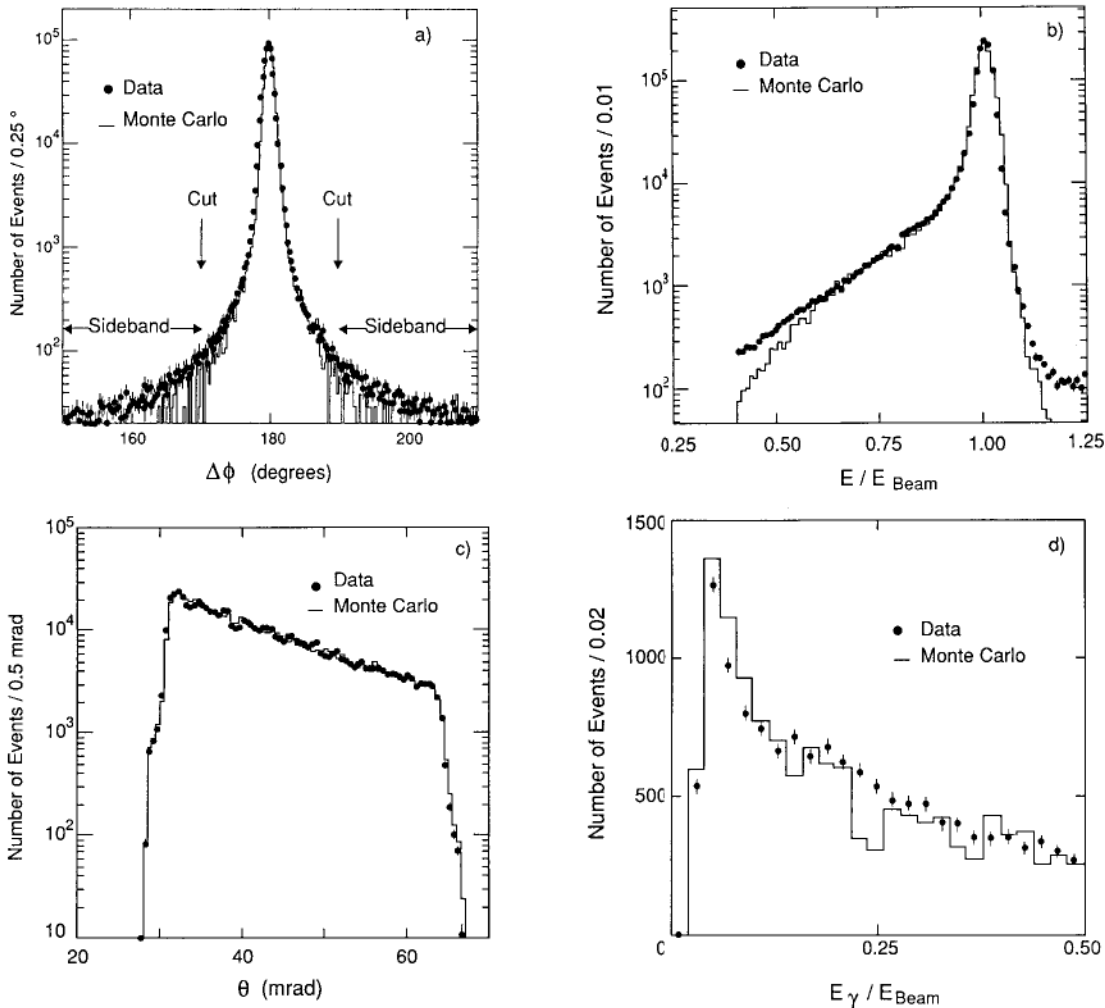 a)
10⁵
10⁴
10³
10²
Number of Events / 0.25 °
Data
Monte Carlo
Cut
Cut
Sideband
Sideband
160
180
200
Δϕ (degrees)
b)
10⁵
10⁴
10³
10²
Number of Events / 0.01
Data
Monte Carlo
0.25
0.50
0.75
1.00
1.25
E / E Beam
c)
10⁵
10⁴
10³
10²
10
Number of Events / 0.5 mrad
Data
Monte Carlo
20
40
60
θ (mrad)
d)
1500
1000
500
0
Number of Events / 0.02
Data
Monte Carlo
0
0.25
0.50
E γ / E Beam